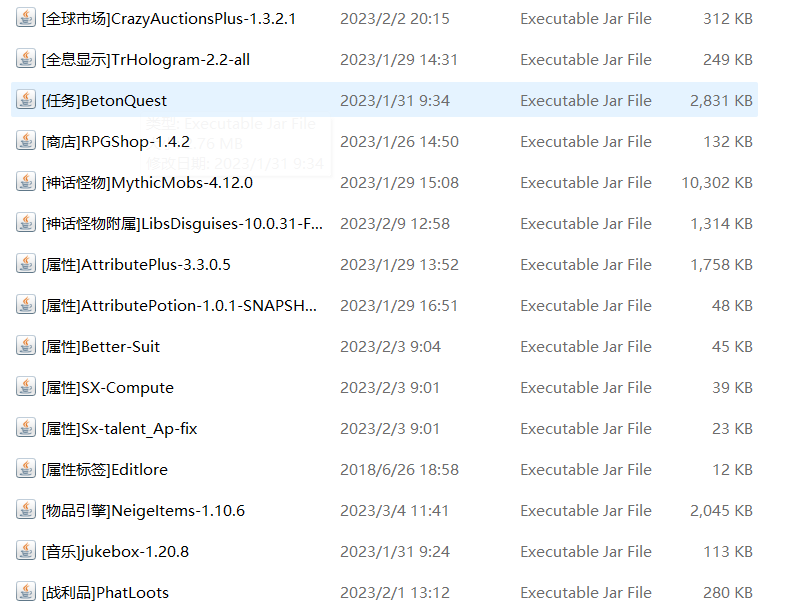 [全球市场]CrazyAuctionsPlus-1.3.2.1 2023/2/2 20:15 Executable Jar File 312 KB
[全息显示]TrHologram-2.2-all 2023/1/29 14:31 Executable Jar File 249 KB
[任务]BetonQuest 2023/1/31 9:34 Executable Jar File 2,831 KB
类型: Executable Jar File
[商店]RPGShop-1.4.2 2023/1/26 14:50 Executable Jar File 132 KB
76 MB
修改日期: 2023/1/31 9:34
[神话怪物]MythicMobs-4.12.0 2023/1/29 15:08 Executable Jar File 10,302 KB
[神话怪物附属]LibsDisguises-10.0.31-F... 2023/2/9 12:58 Executable Jar File 1,314 KB
[属性]AttributePlus-3.3.0.5 2023/1/29 13:52 Executable Jar File 1,758 KB
[属性]AttributePotion-1.0.1-SNAPSH... 2023/1/29 16:51 Executable Jar File 48 KB
[属性]Better-Suit 2023/2/3 9:04 Executable Jar File 45 KB
[属性]SX-Compute 2023/2/3 9:01 Executable Jar File 39 KB
[属性]Sx-talent_Ap-fix 2023/2/3 9:01 Executable Jar File 23 KB
[属性标签]Editlore 2018/6/26 18:58 Executable Jar File 12 KB
[物品引擎]NeigeItems-1.10.6 2023/3/4 11:41 Executable Jar File 2,045 KB
[音乐]jukebox-1.20.8 2023/1/31 9:24 Executable Jar File 113 KB
[战利品]PhatLoots 2023/2/1 13:12 Executable Jar File 280 KB